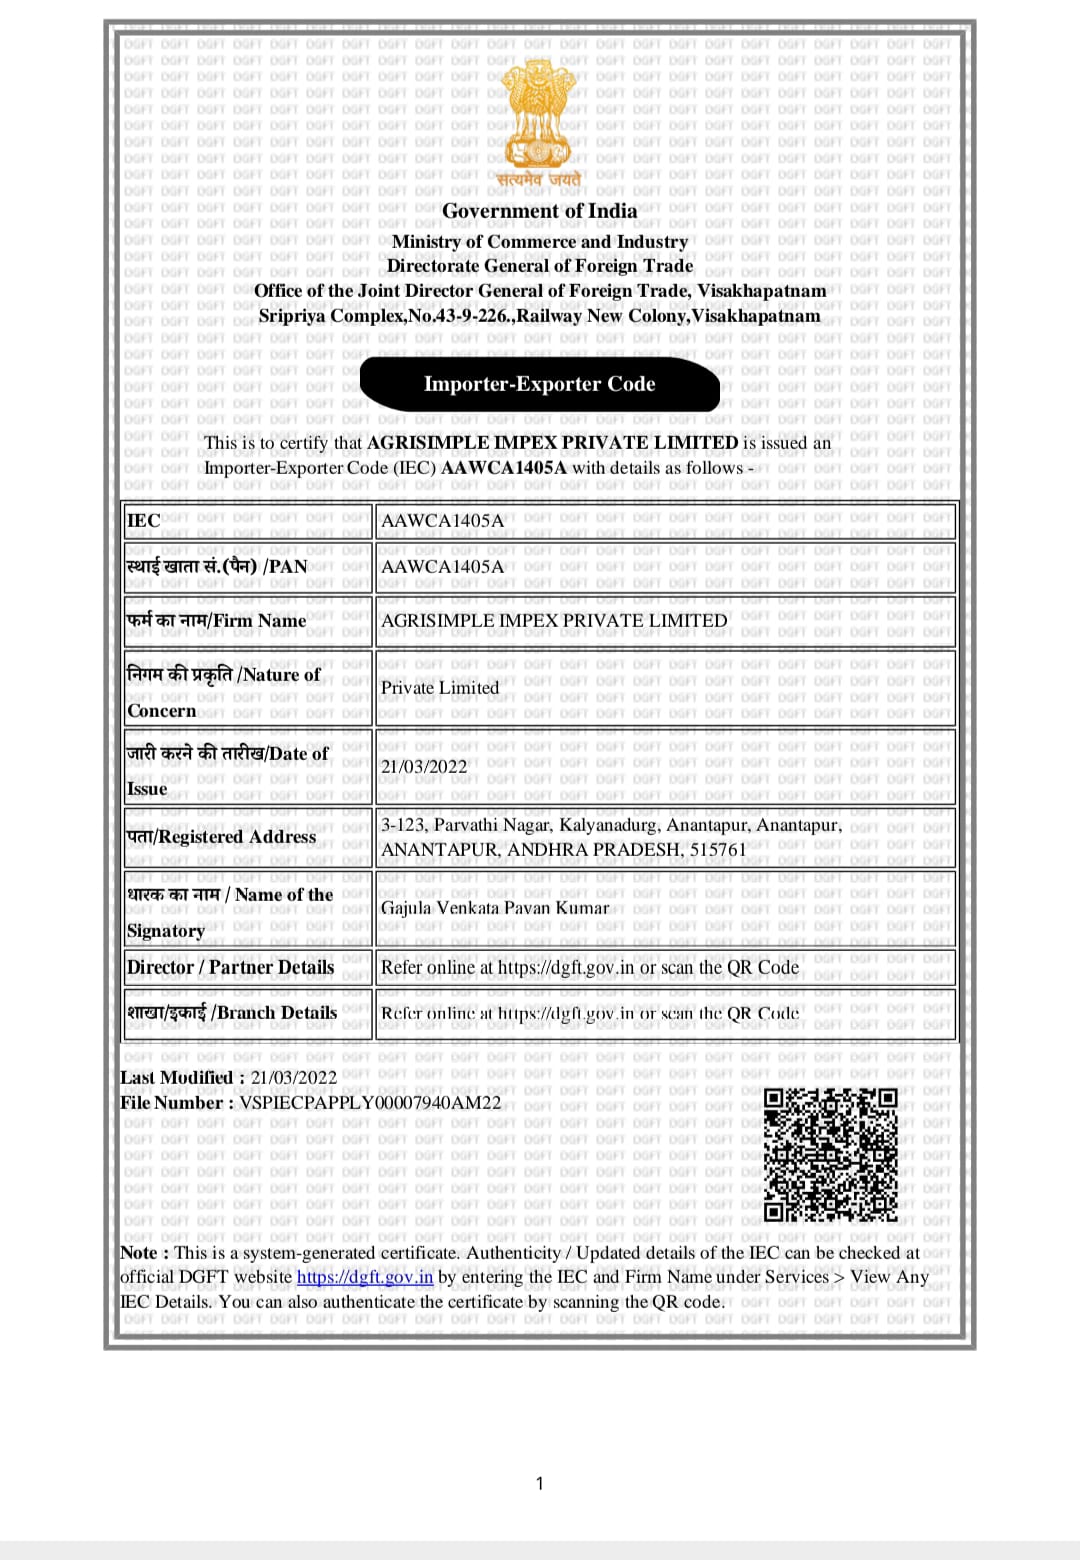 सत्यमेव जयते
Government of India
Ministry of Commerce and Industry
Directorate General of Foreign Trade
Office of the Joint Director General of Foreign Trade, Visakhapatnam
Sripriya Complex,No.43-9-226.,Railway New Colony,Visakhapatnam
Importer-Exporter Code
This is to certify that AGRISIMPLE IMPEX PRIVATE LIMITED is issued an
Importer-Exporter Code (IEC) AAWCA1405A with details as follows -
IEC AAWCA1405A
स्थाई खाता सं.(पैन) /PAN AAWCA1405A
फर्म का नाम/Firm Name AGRISIMPLE IMPEX PRIVATE LIMITED
निगम की प्रकृति /Nature of
Concern
Private Limited
जारी करने की तारीख/Date of
Issue
21/03/2022
पता/Registered Address
3-123, Parvathi Nagar, Kalyanadurg, Anantapur, Anantapur,
ANANTAPUR, ANDHRA PRADESH, 515761
धारक का नाम / Name of the
Signatory
Gajula Venkata Pavan Kumar
Director / Partner Details Refer online at https://dgft.gov.in or scan the QR Code
शाखा/इकाई /Branch Details Refer online at https://dgft.gov.in or scan the QR Code
Last Modified : 21/03/2022
File Number : VSPIECPAPPLY00007940AM22
Note : This is a system-generated certificate. Authenticity / Updated details of the IEC can be checked at
official DGFT website https://dgft.gov.in by entering the IEC and Firm Name under Services > View Any
IEC Details. You can also authenticate the certificate by scanning the QR code.
1